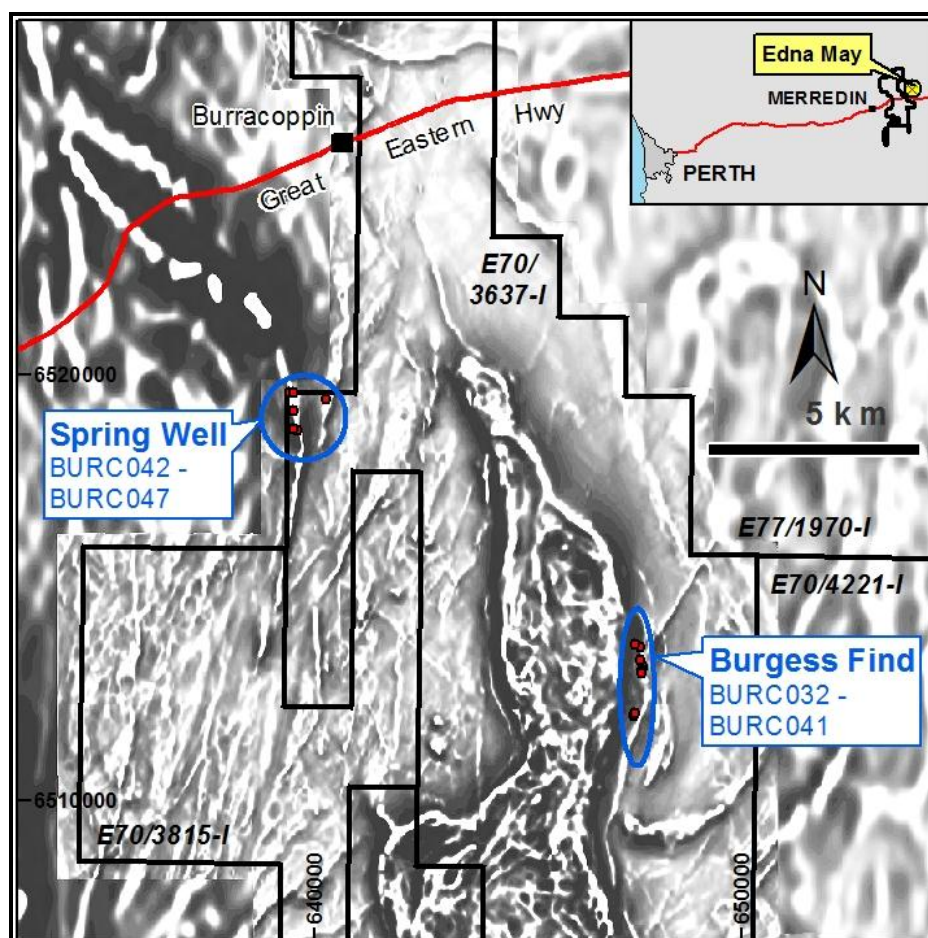 Edna May
MERREDIN
PERTH
Burracoppin
Great Eastern Hwy
E70/
3637-I
N
5 km
6520000
Spring Well
BURC042 -
BURC047
E77/1970-I
E70/4221-I
Burgess Find
BURC032 -
BURC041
6510000
E70/3815-I
640000
650000